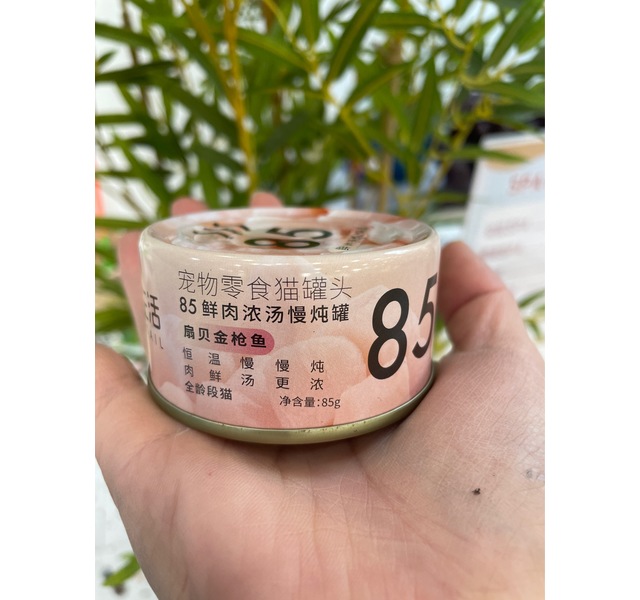 85
宠物零食猫罐头
85鲜肉浓汤慢炖罐
扇贝金枪鱼
恒温慢慢炖
肉鲜汤更浓
全龄段猫
净含量:85g
85
活